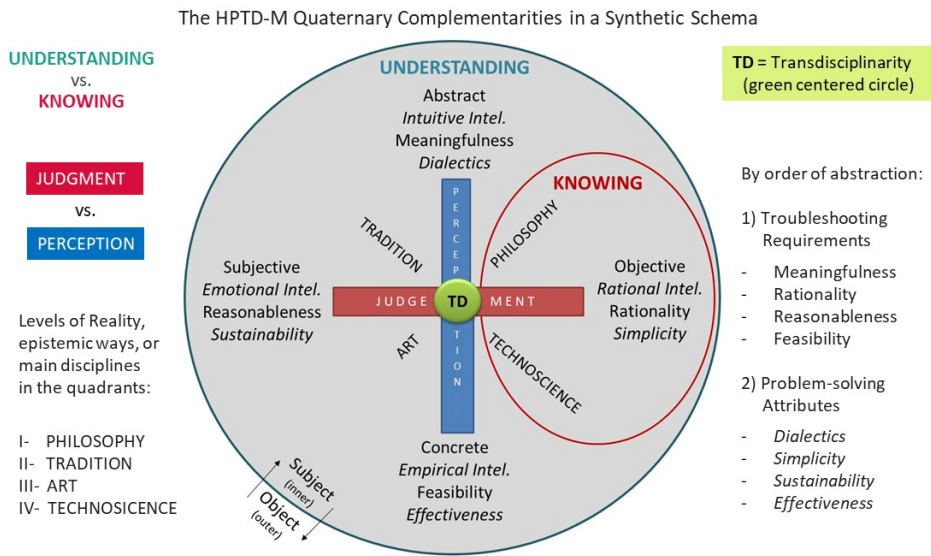 The HPTD-M Quaternary Complementarities in a Synthetic Schema
UNDERSTANDING
vs.
KNOWING
JUDGMENT
vs.
PERCEPTION
Levels of Reality,
epistemic ways, or
main disciplines
in the quadrants:
I- PHILOSOPHY
II- TRADITION
III- ART
IV- TECHNOSICENCE
UNDERSTANDING
Abstract
Intuitive Intel.
Meaningfulness
Dialectics
KNOWING
TRADITION
PHILOSOPHY
PERCEPTION
Subjective
Emotional Intel.
Reasonableness
Sustainability
JUDGEMENT
TD
Objective
Rational Intel.
Rationality
Simplicity
ART
TECHNOSCIENCE
Concrete
Empirical Intel.
Feasibility
Effectiveness
Subject
(inner)
Object
(outer)
TD = Transdisciplinarity
(green centered circle)
By order of abstraction:
1) Troubleshooting
Requirements
- Meaningfulness
- Rationality
- Reasonableness
- Feasibility
2) Problem-solving
Attributes
- Dialectics
- Simplicity
- Sustainability
- Effectiveness